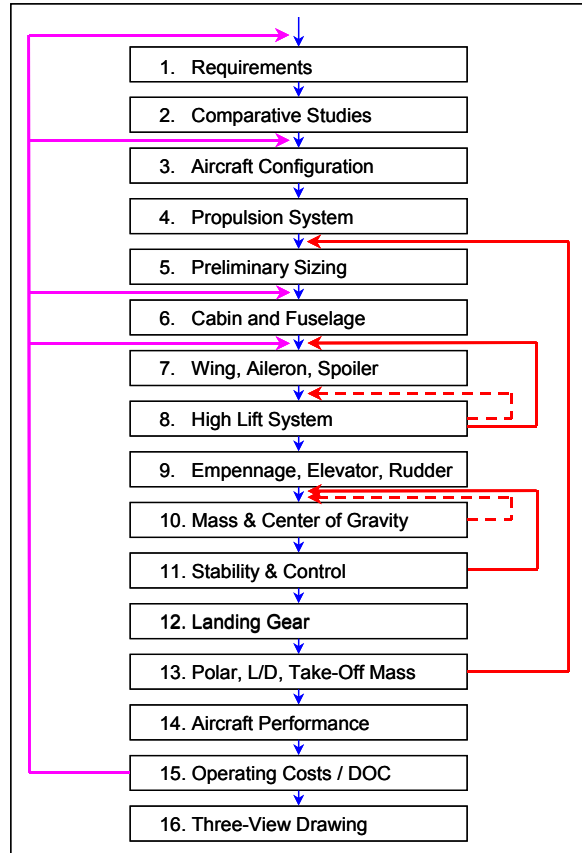 1. Requirements
2. Comparative Studies
3. Aircraft Configuration
4. Propulsion System
5. Preliminary Sizing
6. Cabin and Fuselage
7. Wing, Aileron, Spoiler
8. High Lift System
9. Empennage, Elevator, Rudder
10. Mass & Center of Gravity
11. Stability & Control
12. Landing Gear
13. Polar, L/D, Take-Off Mass
14. Aircraft Performance
15. Operating Costs / DOC
16. Three-View Drawing